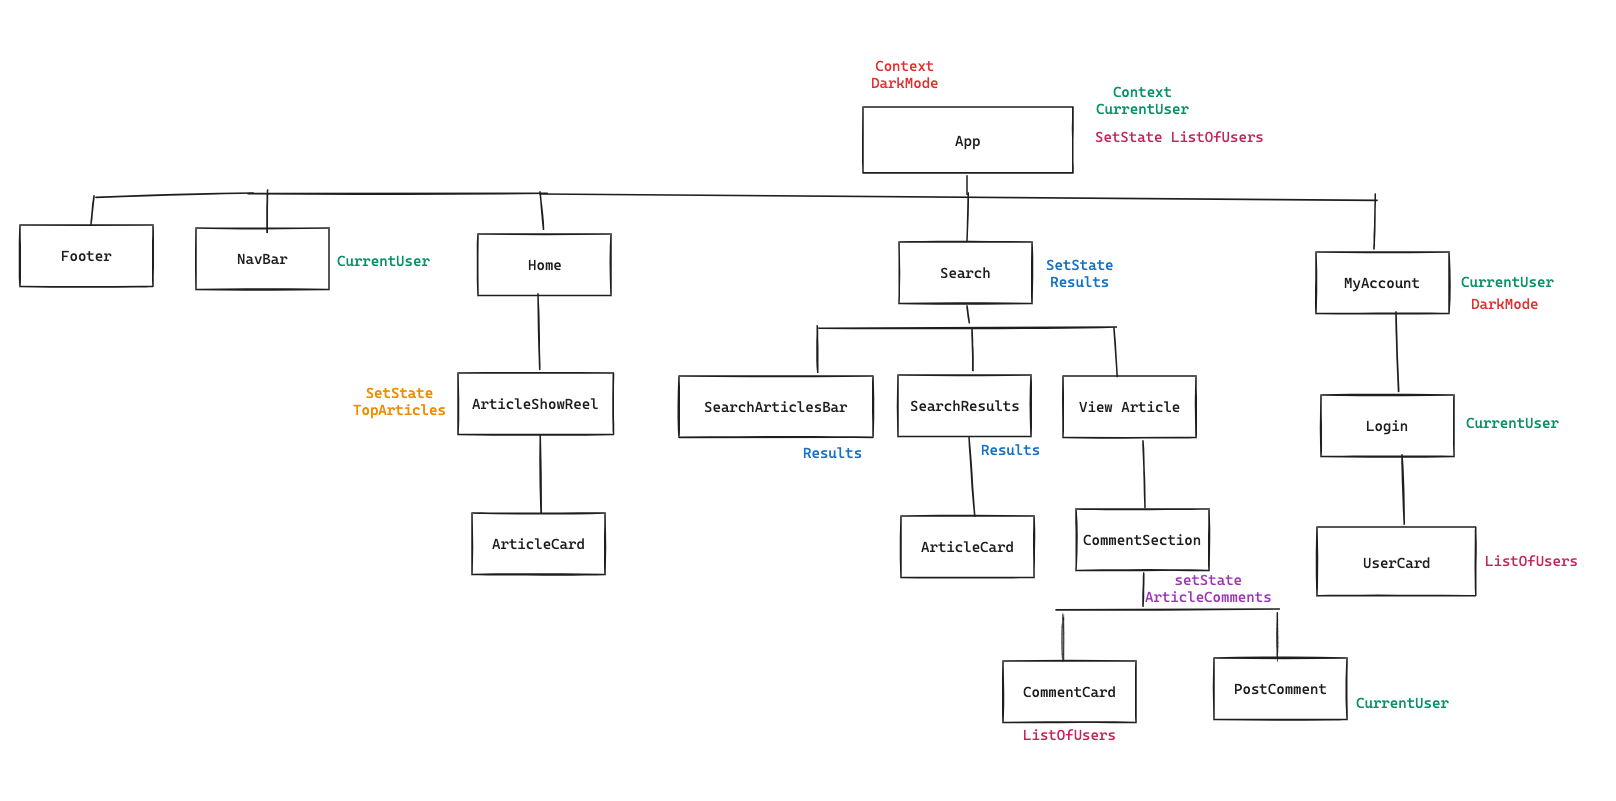 Context
DarkMode
Context
CurrentUser
SetState ListOfUsers
App
Footer
NavBar
CurrentUser
Home
Search
SetState
Results
MyAccount
CurrentUser
DarkMode
SetState
TopArticles
ArticleShowReel
SearchArticlesBar
Results
SearchResults
Results
View Article
Login
CurrentUser
ArticleCard
ArticleCard
CommentSection
setState
ArticleComments
UserCard
ListOfUsers
CommentCard
ListOfUsers
PostComment
CurrentUser